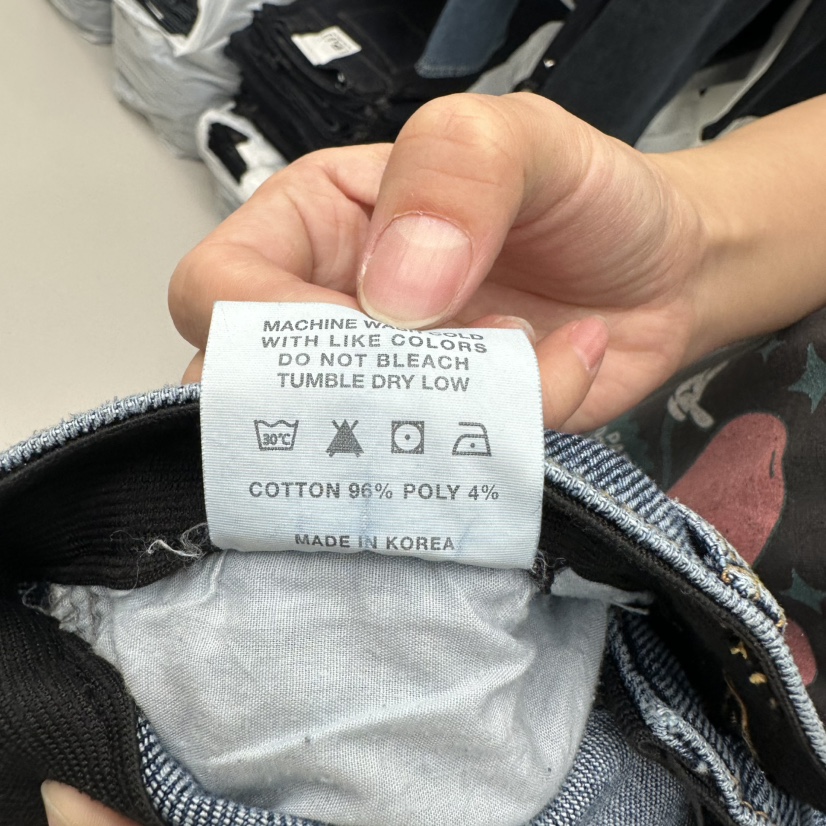 MACHINE WASH COLD
WITH LIKE COLORS
DO NOT BLEACH
TUMBLE DRY LOW
30°C
COTTON 96% POLY 4%
MADE IN KOREA